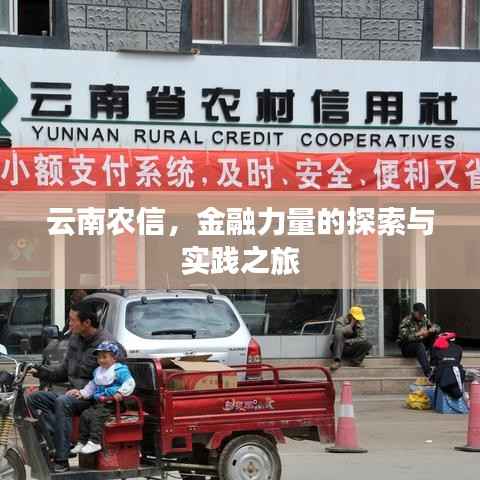 云南省农村信用社
YUNNAN RURAL CREDIT COOPERATIVES
小额支付系统,及时、安全、便利又省
云南农信，金融力量的探索与
实践之旅